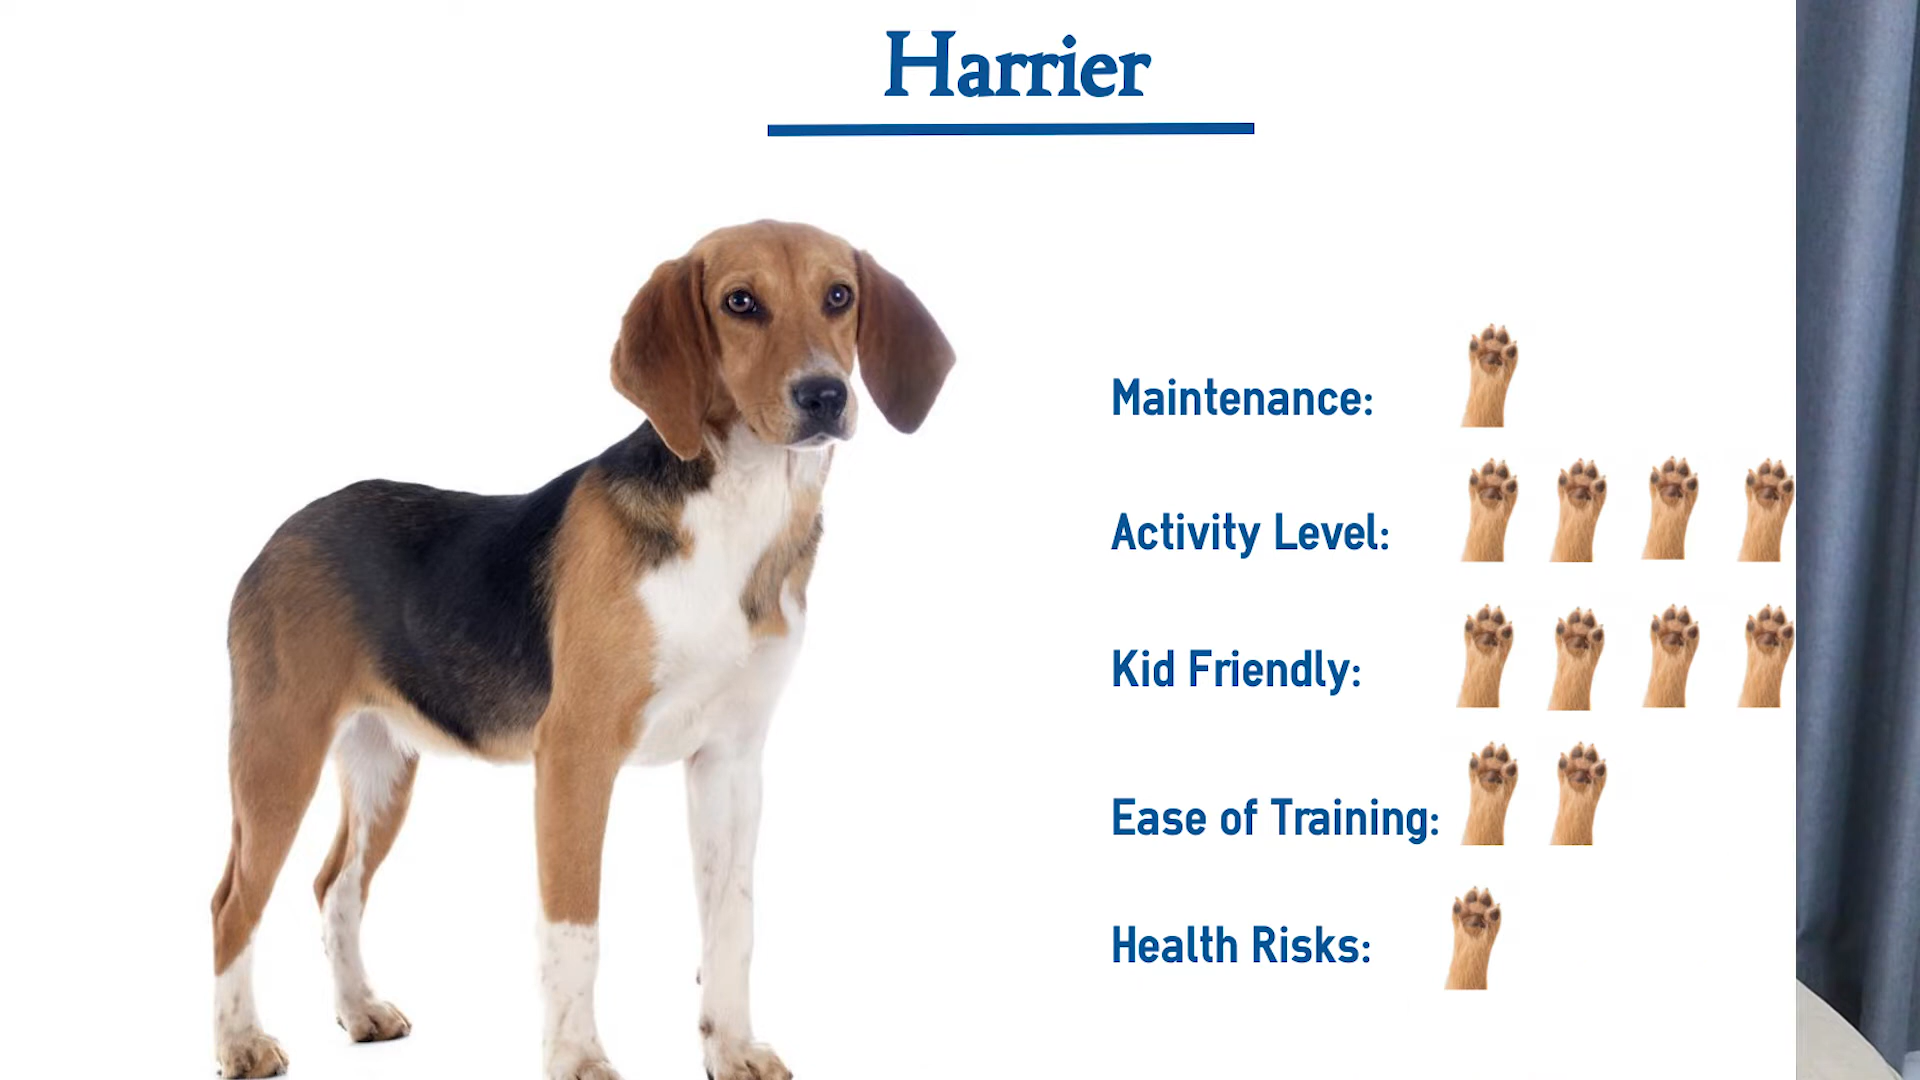 Harrier
Maintenance:
Activity Level:
Kid Friendly:
Ease of Training:
Health Risks: